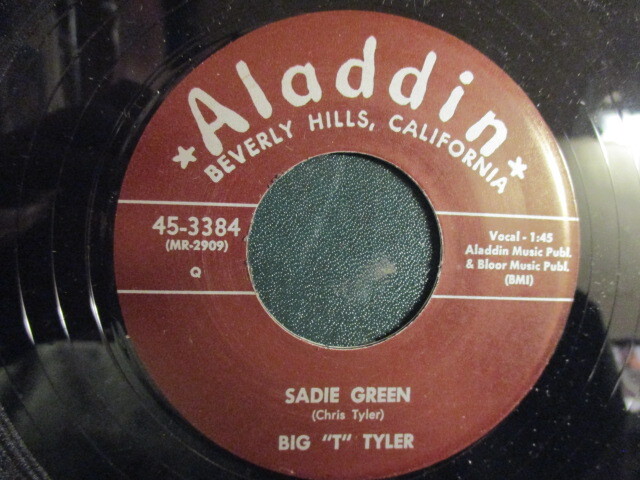 Aladdin
BEVERLY HILLS, CALIFORNIA
45-3384
(MR-2909)
Q
Vocal - 1:45
Aladdin Music Publ.
& Bloor Music Publ.
(BMI)
SADIE GREEN
(Chris Tyler)
BIG "T" TYLER